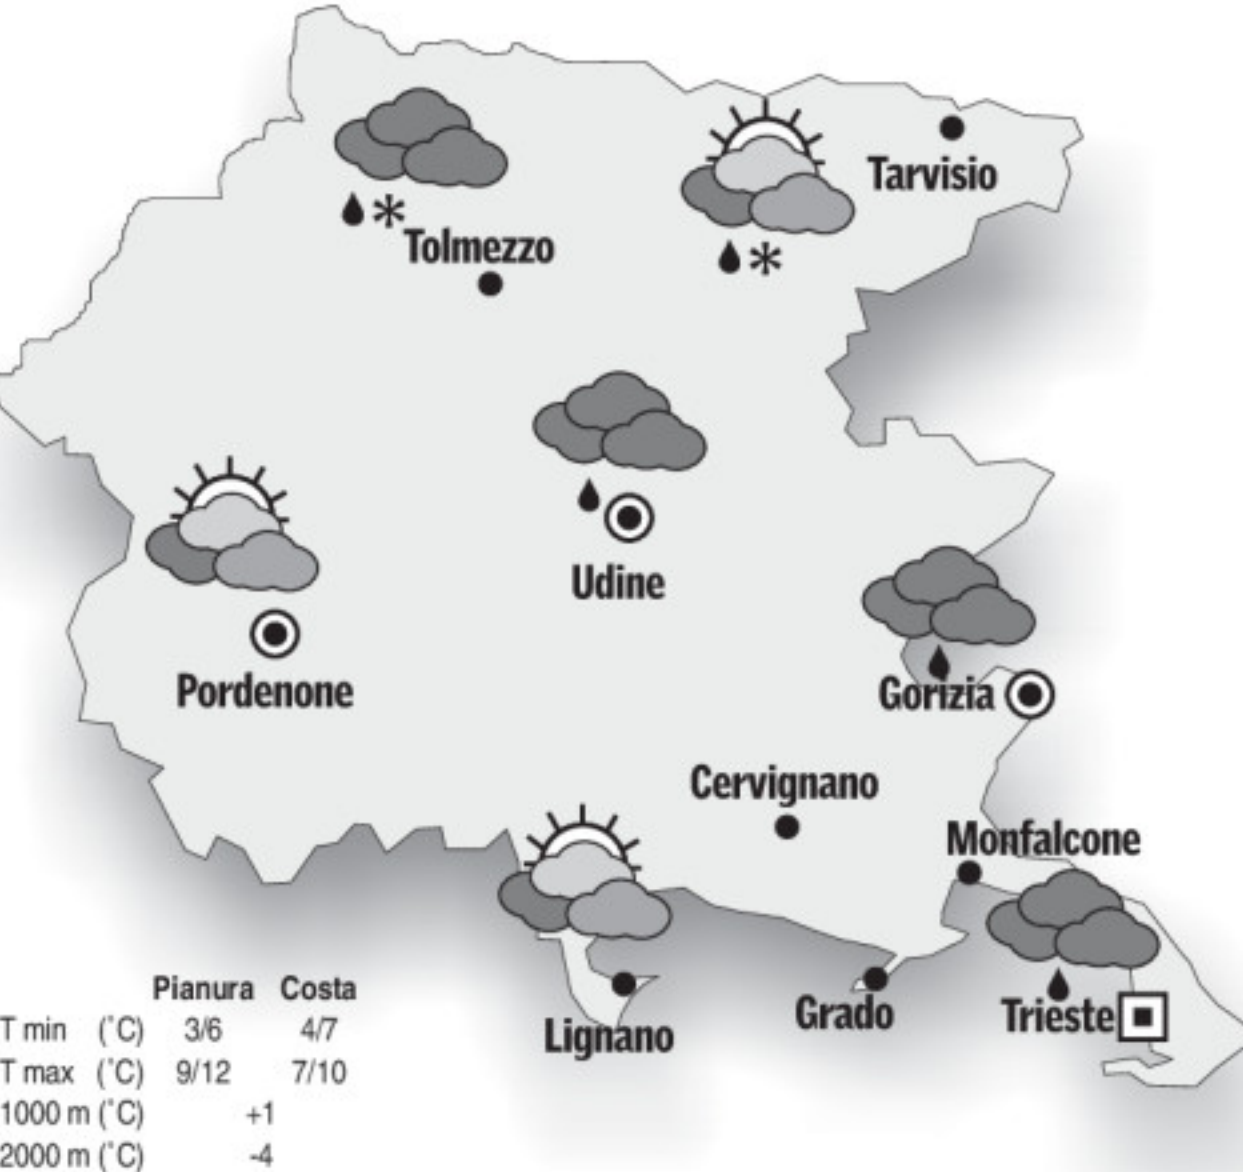 Tarvisio
Tolmezzo
Udine
Pordenone
Gorizia
Cervignano
Monfalcone
Grado
Trieste
Lignano
Pianura Costa
T min (°C) 3/6 4/7
T max (°C) 9/12 7/10
1000 m (°C) +1
2000 m (°C) -4